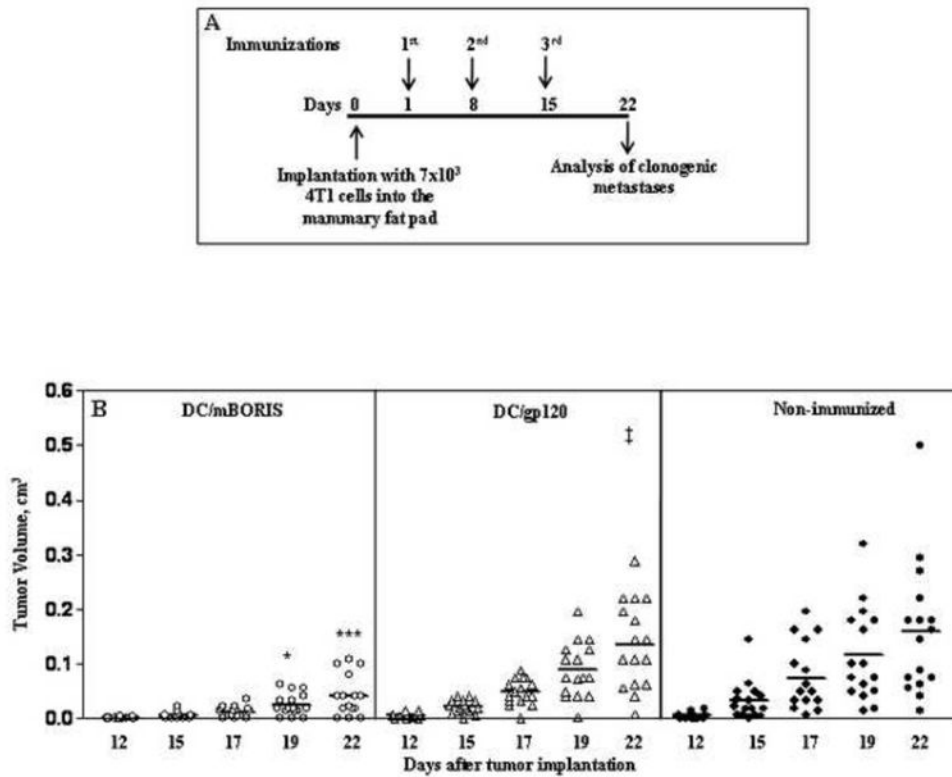 A
Immunizations 1st. 2nd 3rd
Days 0 1 8 15 22
Implantation with 7x10³
4T1 cells into the
mammary fat pad
Analysis of clonogenic
metastases
B
DC/mBORIS DC/gp120 Non-immunized
Tumor Volume, cm³
0.6
0.5
0.4
0.3
0.2
0.1
0.0
* *** ‡
12 15 17 19 22 12 15 17 19 22 12 15 17 19 22
Days after tumor implantation